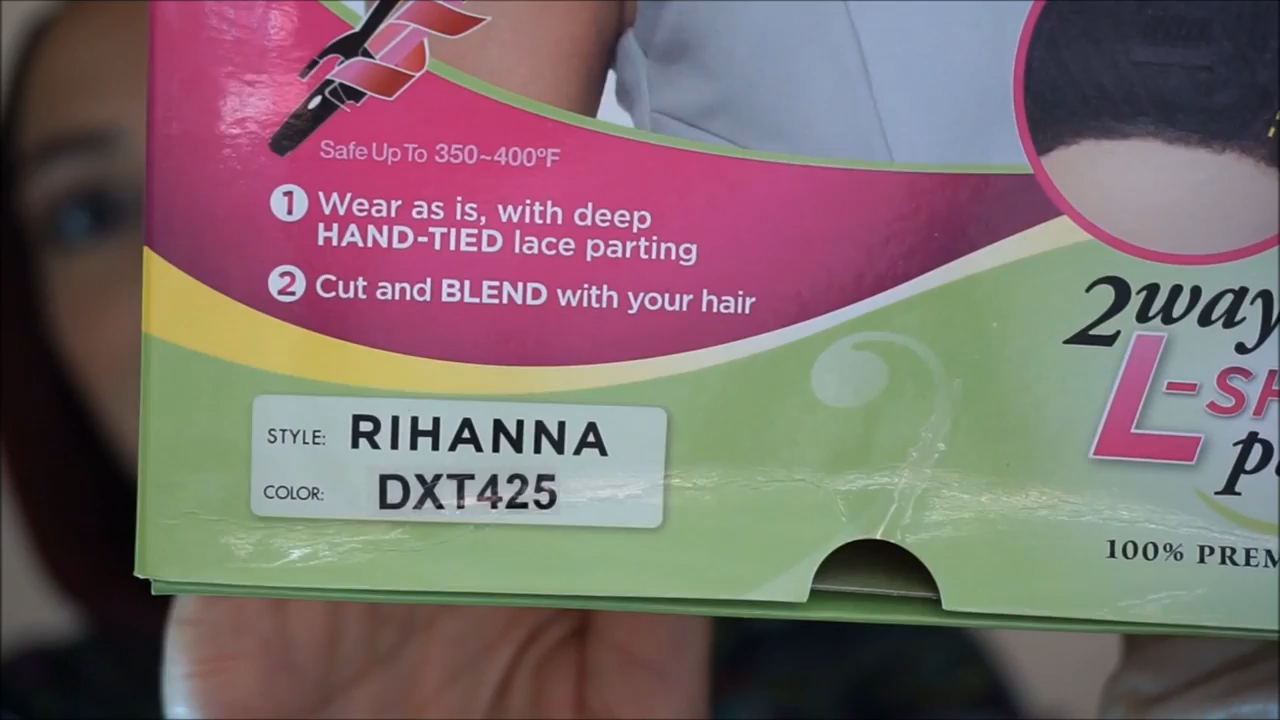 Safe Up To 350~400°F
1 Wear as is, with deep
HAND-TIED lace parting
2 Cut and BLEND with your hair
2way
L-SH
STYLE: RIHANNA
COLOR: DXT425
100% PREM